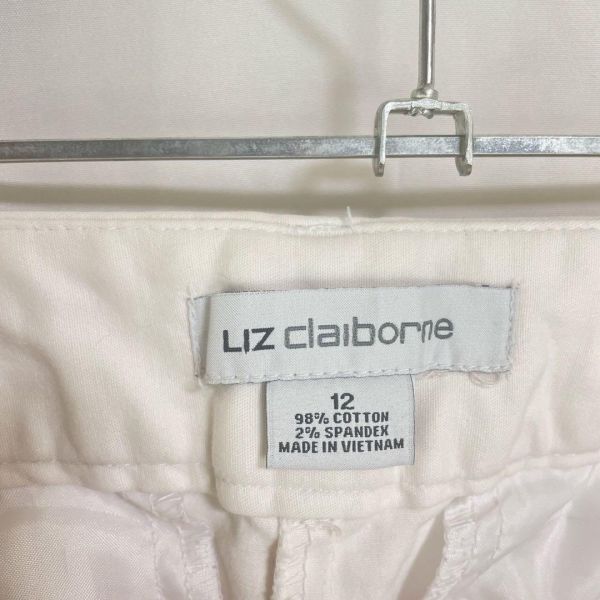 LIZ claiborne
12
98% COTTON
2% SPANDEX
MADE IN VIETNAM